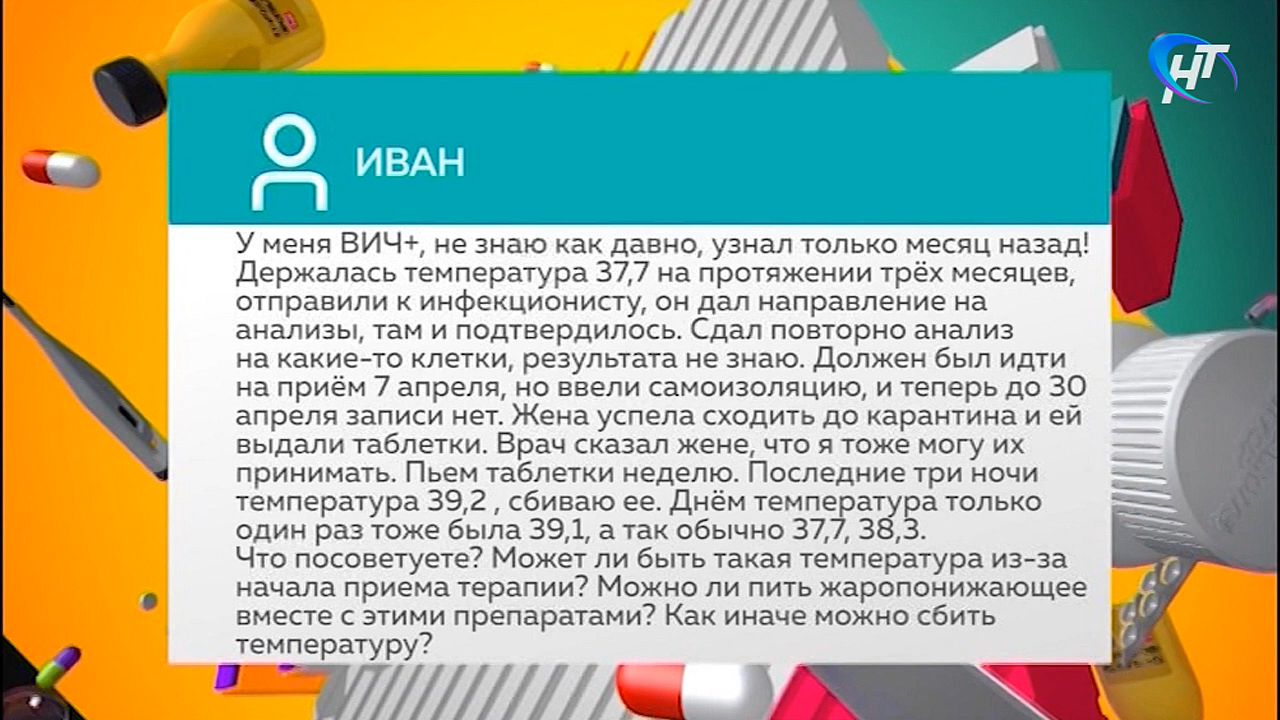 НТ
ИВАН
У меня ВИЧ+, не знаю как давно, узнал только месяц назад!
Держалась температура 37,7 на протяжении трёх месяцев,
отправили к инфекционисту, он дал направление на
анализы, там и подтвердилось. Сдал повторно анализ
на какие-то клетки, результата не знаю. Должен был идти
на приём 7 апреля, но ввели самоизоляцию, и теперь до 30
апреля записи нет. Жена успела сходить до карантина и ей
выдали таблетки. Врач сказал жене, что я тоже могу их
принимать. Пьем таблетки неделю. Последние три ночи
температура 39,2 , сбиваю ее. Днём температура только
один раз тоже была 39,1, а так обычно 37,7, 38,3.
Что посоветуете? Может ли быть такая температура из-за
начала приема терапии? Можно ли пить жаропонижающее
вместе с этими препаратами? Как иначе можно сбить
температуру?